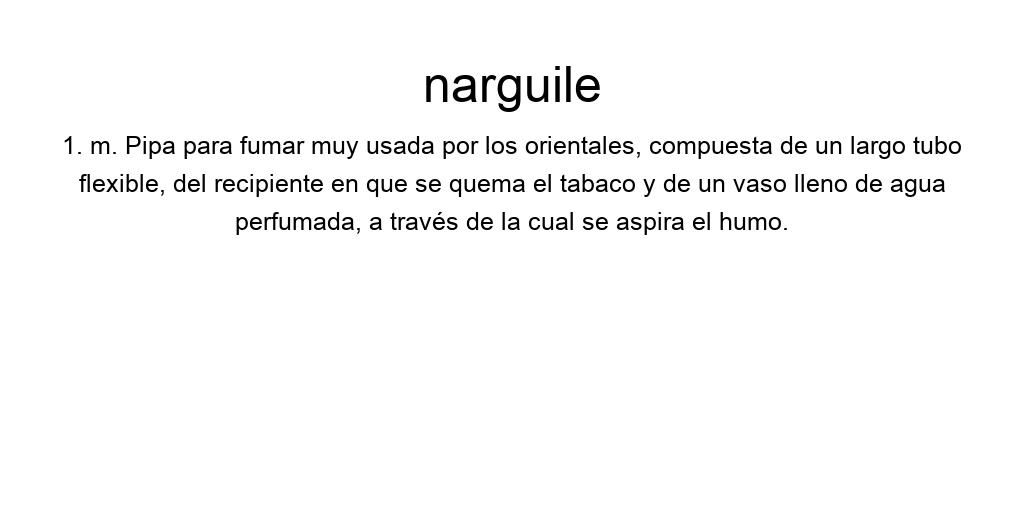 narguile
1. m. Pipa para fumar muy usada por los orientales, compuesta de un largo tubo
flexible, del recipiente en que se quema el tabaco y de un vaso lleno de agua
perfumada, a través de la cual se aspira el humo.